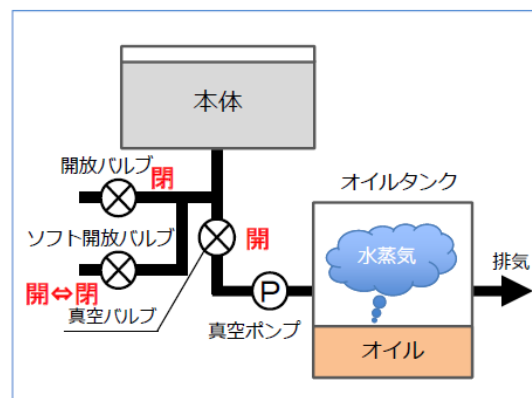 本体
開放バルブ
閉
オイルタンク
ソフト開放バルブ
開
水蒸気
排気
開⇔閉
真空バルブ
P
真空ポンプ
オイル